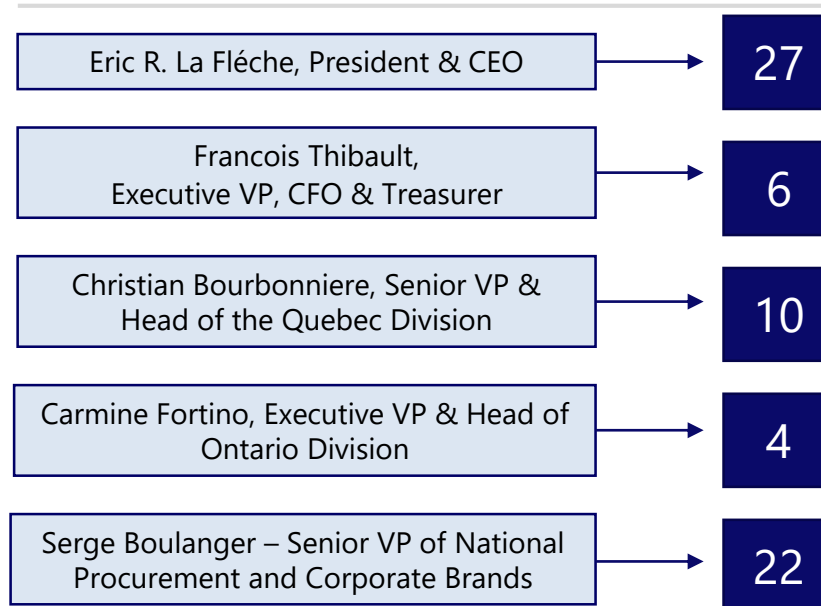 Eric R. La Fléche, President & CEO
27
Francois Thibault,
Executive VP, CFO & Treasurer
6
Christian Bourbonniere, Senior VP &
Head of the Quebec Division
10
Carmine Fortino, Executive VP & Head of
Ontario Division
4
Serge Boulanger – Senior VP of National
Procurement and Corporate Brands
22